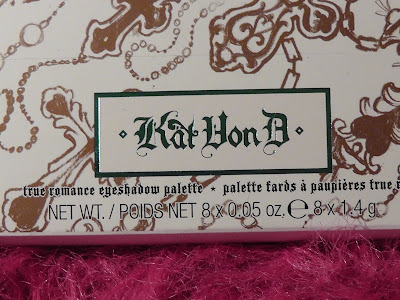 · Kat Von D ·
true romance eyeshadow palette * palette fards à paupières true r
NET WT. / POIDS NET 8 x 0.05 oz. ℮ 8 x 1.4 g